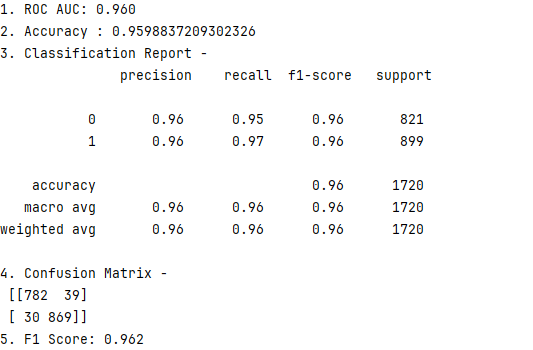 1. ROC AUC: 0.960
2. Accuracy : 0.9598837209302326
3. Classification Report -
              precision    recall  f1-score   support

           0       0.96      0.95      0.96       821
           1       0.96      0.97      0.96       899

    accuracy                           0.96      1720
   macro avg       0.96      0.96      0.96      1720
weighted avg       0.96      0.96      0.96      1720

4. Confusion Matrix -
 [[782  39]
 [ 30 869]]
5. F1 Score: 0.962